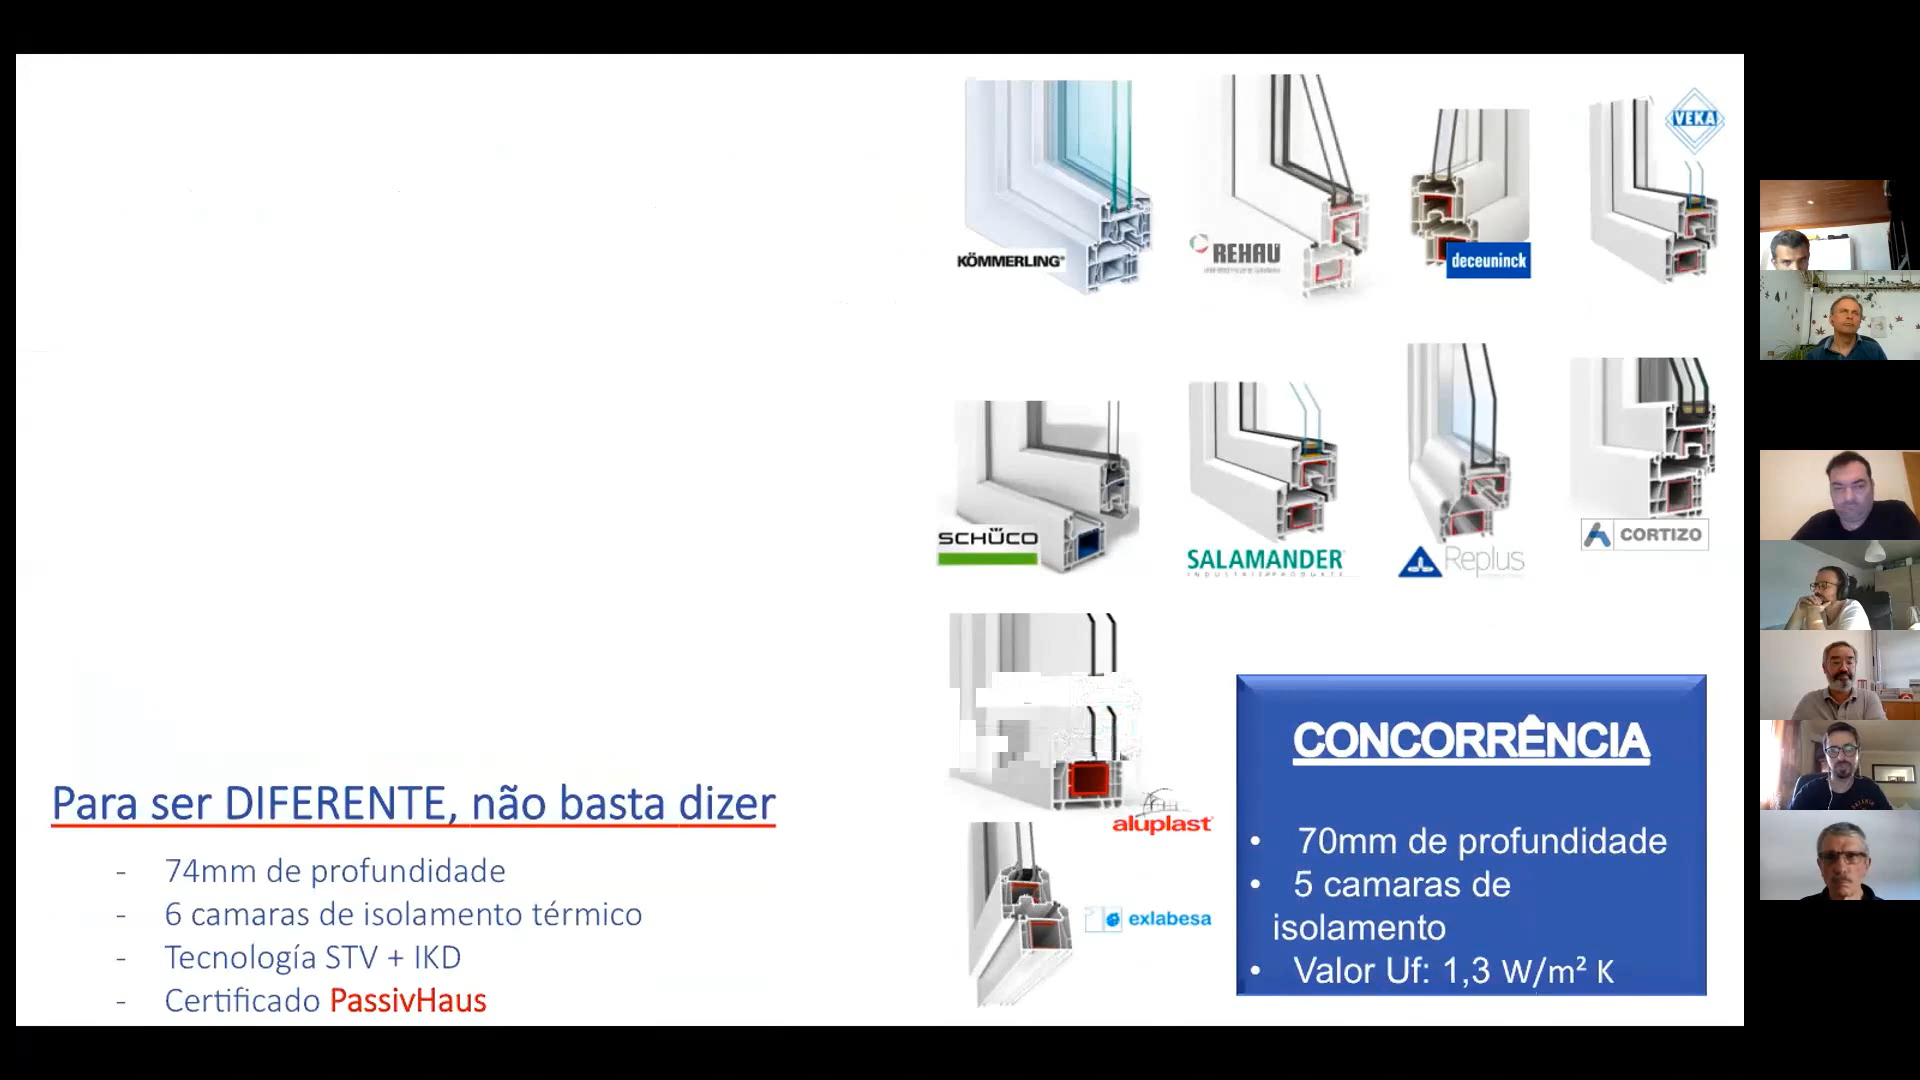 VEKA
KÖMMERLING®
REHAU
deceuninck
SCHÜCO
SALAMANDER
INDUSTRIEPRODUKTE
Replus
CORTIZO
aluplast®
exlabesa
Para ser DIFERENTE, não basta dizer
- 74mm de profundidade
- 6 camaras de isolamento térmico
- Tecnología STV + IKD
- Certificado PassivHaus
CONCORRÊNCIA
• 70mm de profundidade
• 5 camaras de
isolamento
• Valor Uf: 1,3 W/m² K